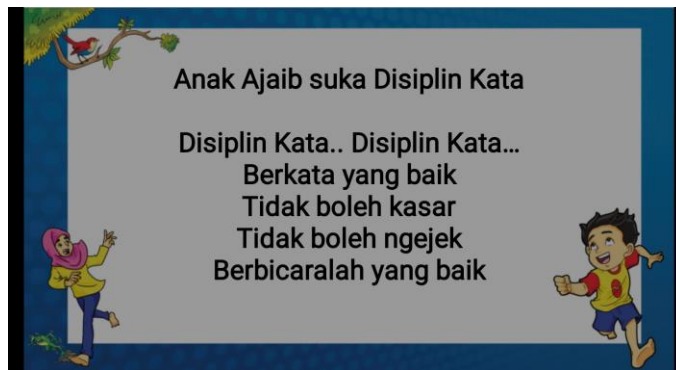 Anak Ajaib suka Disiplin Kata
Disiplin Kata.. Disiplin Kata...
Berkata yang baik
Tidak boleh kasar
Tidak boleh ngejek
Berbicaralah yang baik